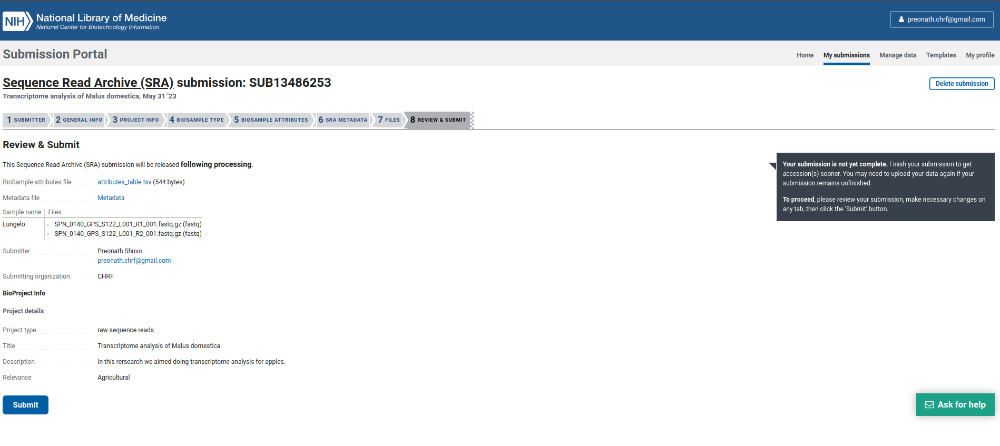 NIH National Library of Medicine
National Center for Biotechnology Information
preonath.chrf@gmail.com
Submission Portal
Home My submissions Manage data Templates My profile
Sequence Read Archive (SRA) submission: SUB13486253
Delete submission
Transcriptome analysis of Malus domestica, May 31 '23
1 SUBMITTER 2 GENERAL INFO 3 PROJECT INFO 4 BIOSAMPLE TYPE 5 BIOSAMPLE ATTRIBUTES 6 SRA METADATA 7 FILES 8 REVIEW & SUBMIT
Review & Submit
This Sequence Read Archive (SRA) submission will be released following processing.
Your submission is not yet complete. Finish your submission to get
accession(s) sooner. You may need to upload your data again if your
submission remains unfinished.
To proceed, please review your submission, make necessary changes on
any tab, then click the 'Submit' button.
BioSample attributes file attributes_table.tsv (544 bytes)
Metadata file Metadata
Sample name Files
Lungelo SPN_0140_GPS_S122_L001_R1_001.fastq.gz (fastq)
SPN_0140_GPS_S122_L001_R2_001.fastq.gz (fastq)
Submitter Preonath Shuvo
preonath.chrf@gmail.com
Submitting organization CHRF
BioProject Info
Project details
Project type raw sequence reads
Title Transcriptome analysis of Malus domestica
Description In this rersearch we aimed doing transcriptome analysis for apples.
Relevance Agricultural
Submit
Ask for help